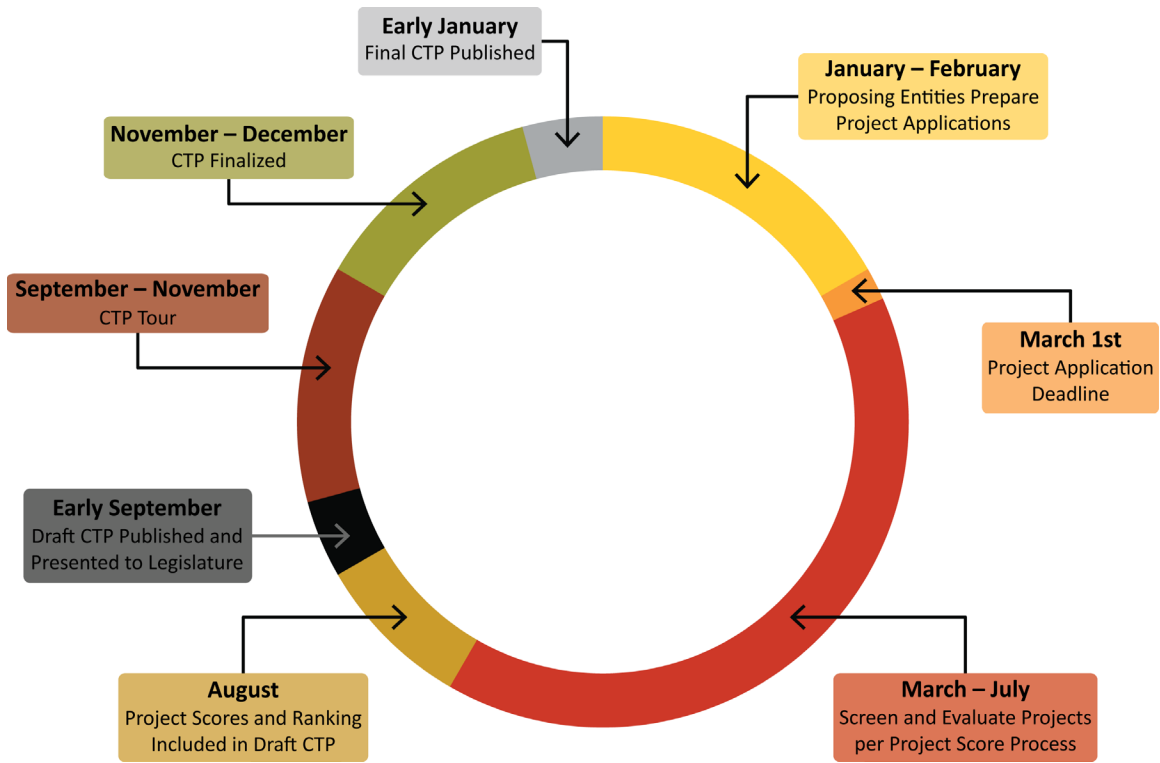 Early January
Final CTP Published
January – February
Proposing Entities Prepare
Project Applications
March 1st
Project Application
Deadline
March – July
Screen and Evaluate Projects
per Project Score Process
August
Project Scores and Ranking
Included in Draft CTP
Early September
Draft CTP Published and
Presented to Legislature
September – November
CTP Tour
November – December
CTP Finalized